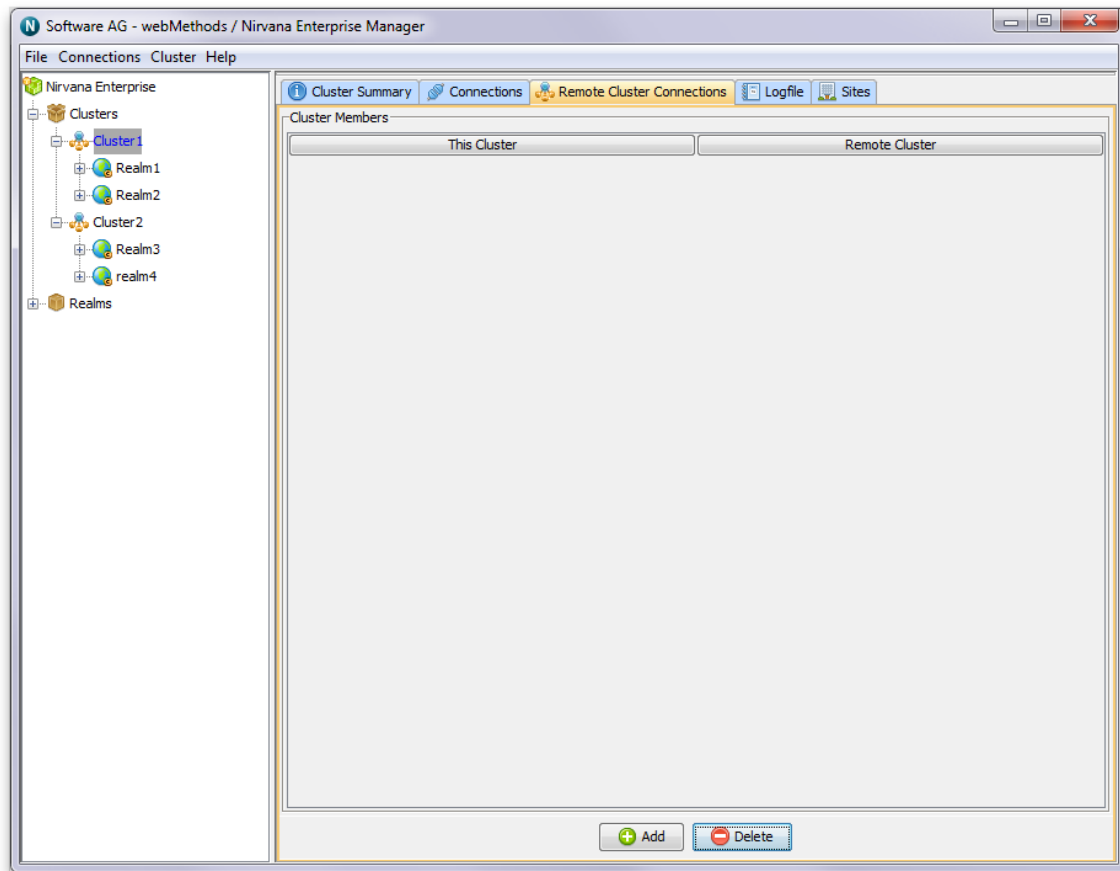 Software AG - webMethods / Nirvana Enterprise Manager
File Connections Cluster Help
Nirvana Enterprise
Clusters
Cluster1
Realm1
Realm2
Cluster2
Realm3
realm4
Realms
Cluster Summary Connections Remote Cluster Connections Logfile Sites
Cluster Members
This Cluster Remote Cluster
Add Delete